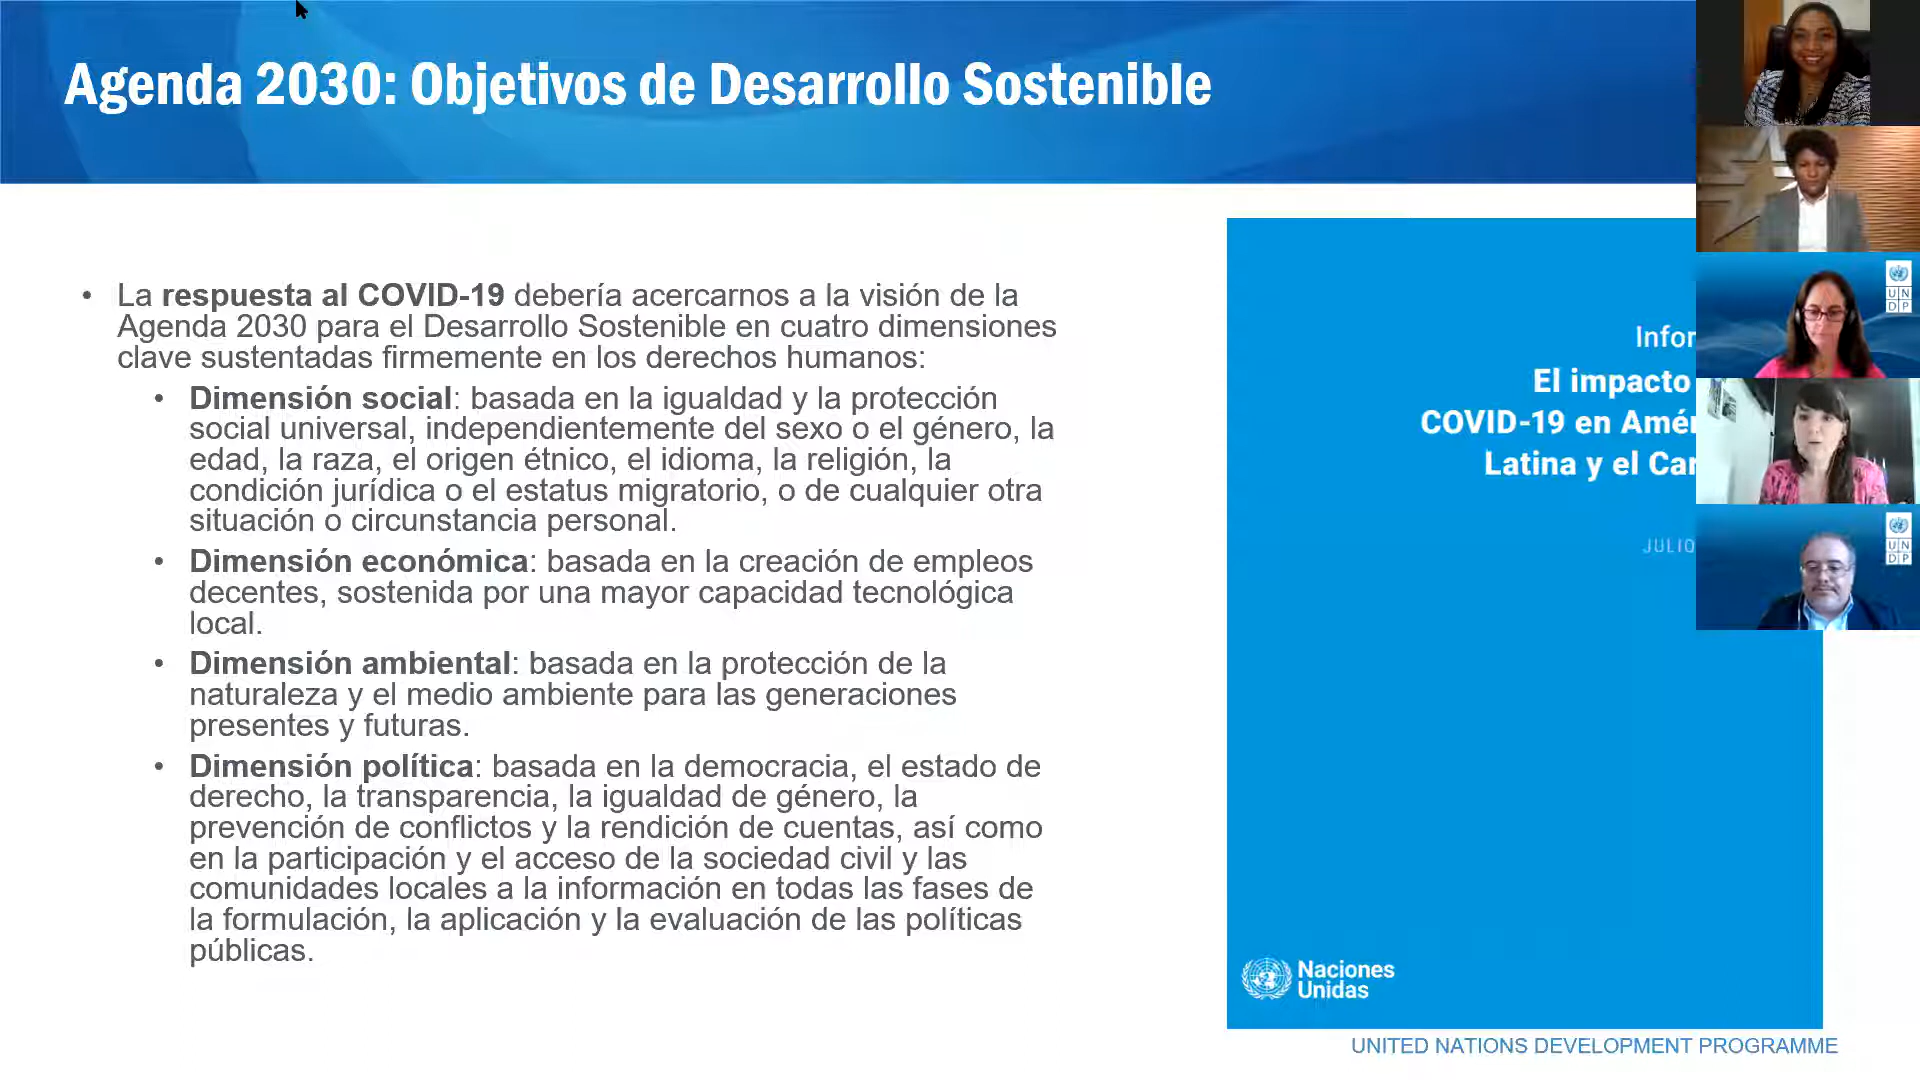 Agenda 2030: Objetivos de Desarrollo Sostenible
• La respuesta al COVID-19 debería acercarnos a la visión de la
Agenda 2030 para el Desarrollo Sostenible en cuatro dimensiones
clave sustentadas firmemente en los derechos humanos:
• Dimensión social: basada en la igualdad y la protección
social universal, independientemente del sexo o el género, la
edad, la raza, el origen étnico, el idioma, la religión, la
condición jurídica o el estatus migratorio, o de cualquier otra
situación o circunstancia personal.
• Dimensión económica: basada en la creación de empleos
decentes, sostenida por una mayor capacidad tecnológica
local.
• Dimensión ambiental: basada en la protección de la
naturaleza y el medio ambiente para las generaciones
presentes y futuras.
• Dimensión política: basada en la democracia, el estado de
derecho, la transparencia, la igualdad de género, la
prevención de conflictos y la rendición de cuentas, así como
en la participación y el acceso de la sociedad civil y las
comunidades locales a la información en todas las fases de
la formulación, la aplicación y la evaluación de las políticas
públicas.
Infor
El impacto
COVID-19 en Amér
Latina y el Car
JULIO
Naciones
Unidas
UNITED NATIONS DEVELOPMENT PROGRAMME
U N
D P
U N
D P